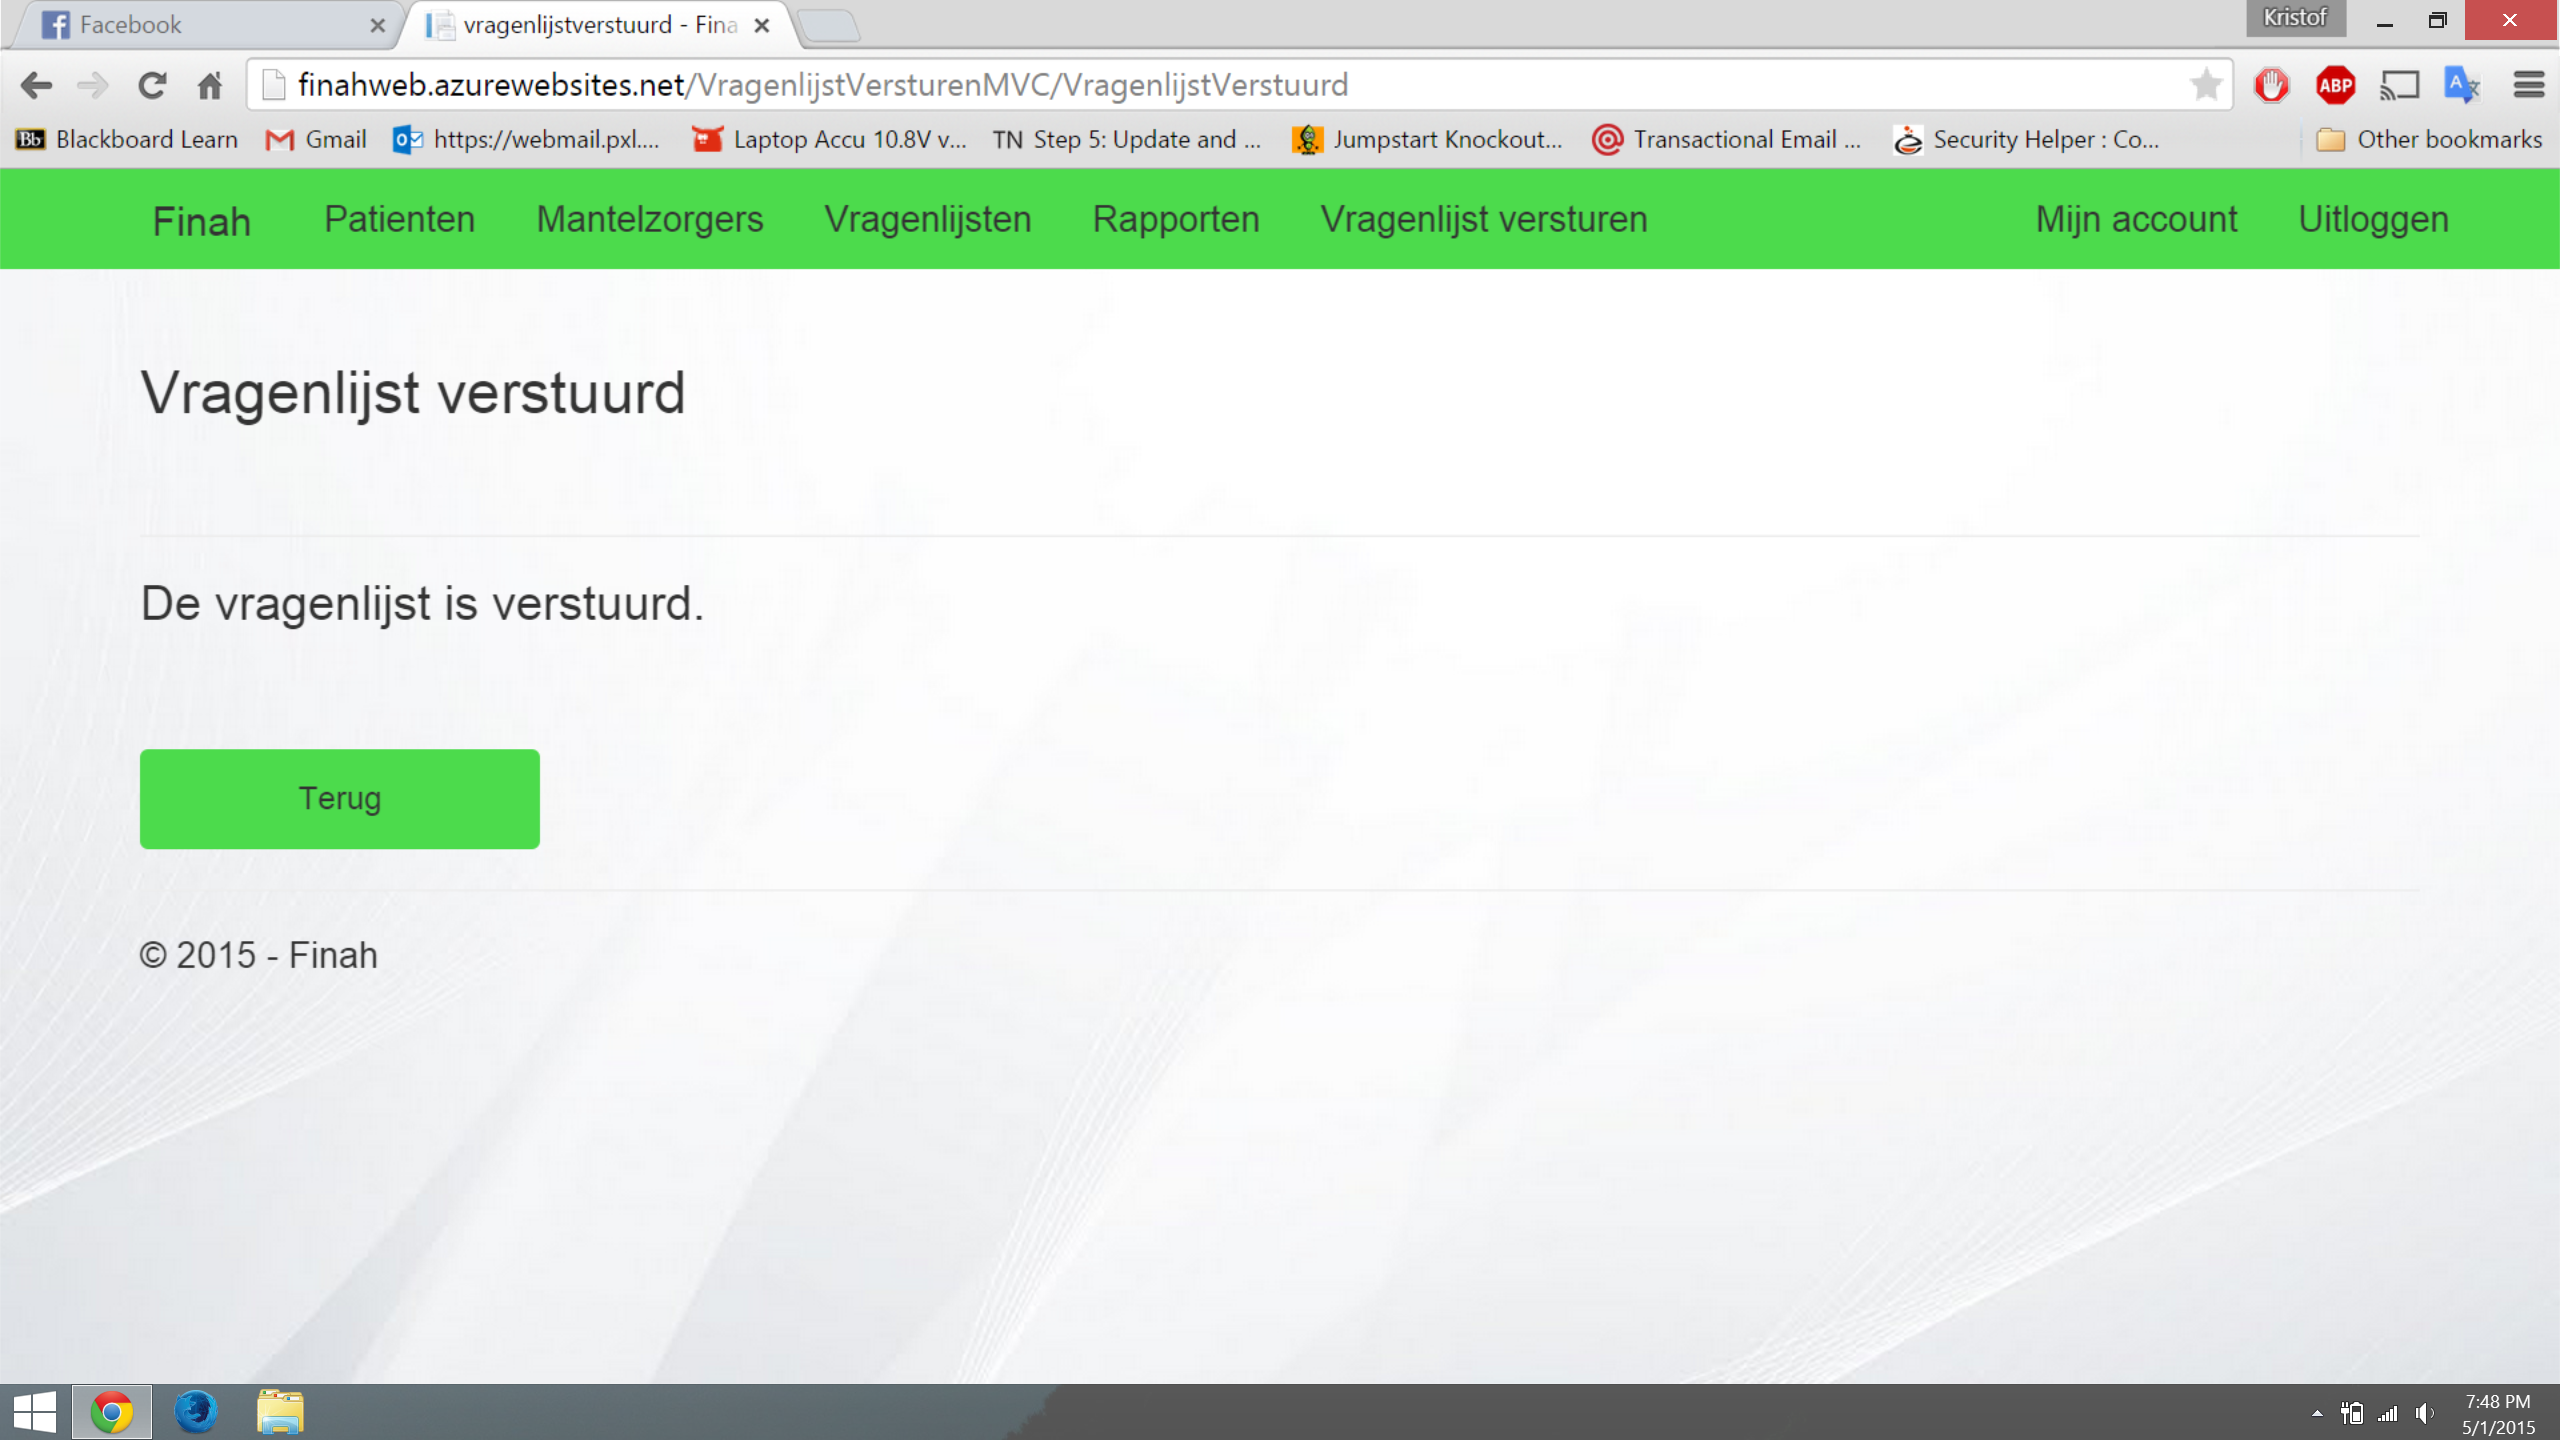 Facebook
vragenlijstverstuurd - Fina
Kristof
finahweb.azurewebsites.net/VragenlijstVersturenMVC/VragenlijstVerstuurd
ABP
Bb Blackboard Learn Gmail https://webmail.pxl.... Laptop Accu 10.8V v... TN Step 5: Update and ... Jumpstart Knockout... Transactional Email ... Security Helper : Co... Other bookmarks
Finah Patienten Mantelzorgers Vragenlijsten Rapporten Vragenlijst versturen Mijn account Uitloggen
Vragenlijst verstuurd
De vragenlijst is verstuurd.
Terug
© 2015 - Finah
7:48 PM
5/1/2015